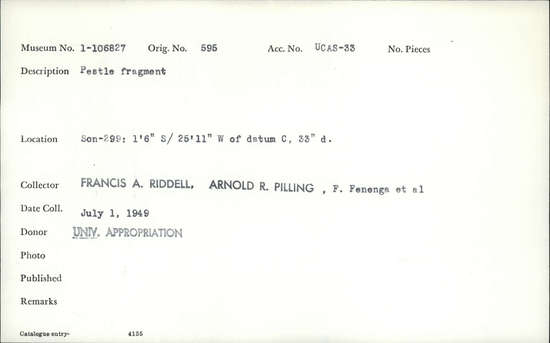 Museum No. 1-106827 Orig. No. 595 Acc. No. UCAS-33 No. Pieces
Description Pestle fragment
Location Son-299: 1'6" S/ 25'11" W of datum C, 33" d.
Collector FRANCIS A. RIDDELL, ARNOLD R. PILLING , F. Fenenga et al
Date Coll. July 1, 1949
Donor UNIV. APPROPRIATION
Photo
Published
Remarks
Catalogue entry- 4155